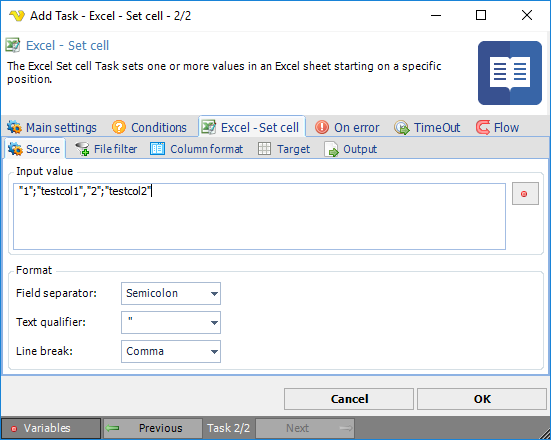 Add Task - Excel - Set cell - 2/2
Excel - Set cell
The Excel Set cell Task sets one or more values in an Excel sheet starting on a specific
position.
Main settings Conditions Excel - Set cell On error TimeOut Flow
Source File filter Column format Target Output
Input value
"1";"testcol1","2";"testcol2"
Format
Field separator: Semicolon
Text qualifier: "
Line break: Comma
Cancel OK
Variables Previous Task 2/2 Next